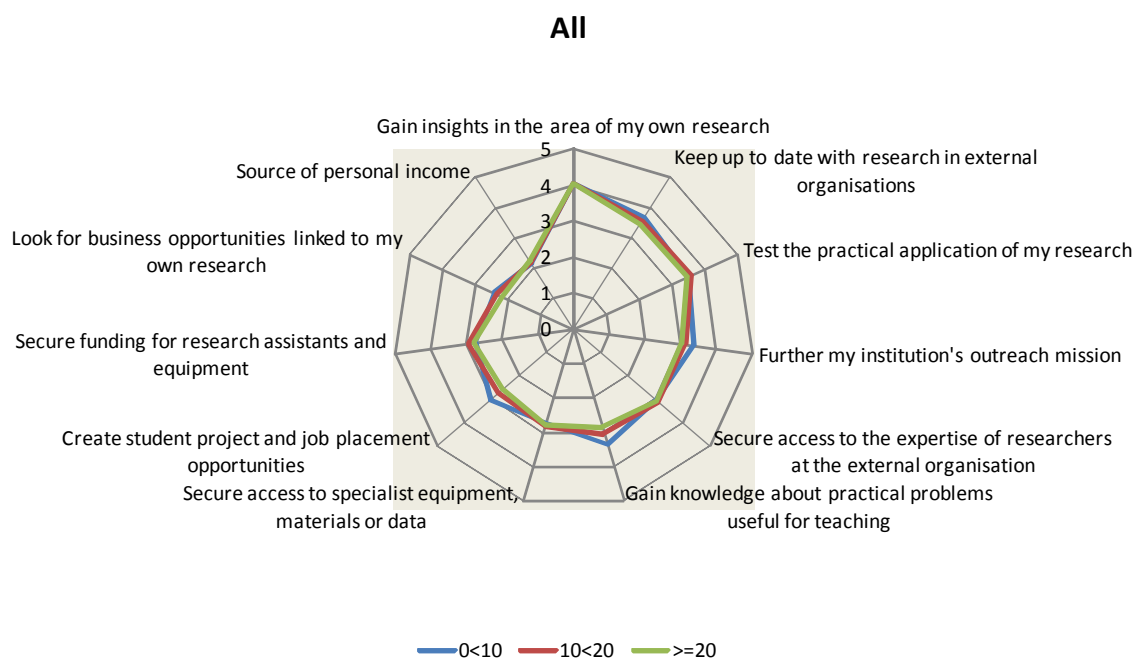 All
Gain insights in the area of my own research
Keep up to date with research in external
organisations
Source of personal income
Test the practical application of my research
Look for business opportunities linked to my
own research
Further my institution's outreach mission
Secure funding for research assistants and
equipment
Secure access to the expertise of researchers
at the external organisation
Create student project and job placement
opportunities
Gain knowledge about practical problems
useful for teaching
Secure access to specialist equipment,
materials or data
5
4
3
2
1
0
0<10 10<20 >=20